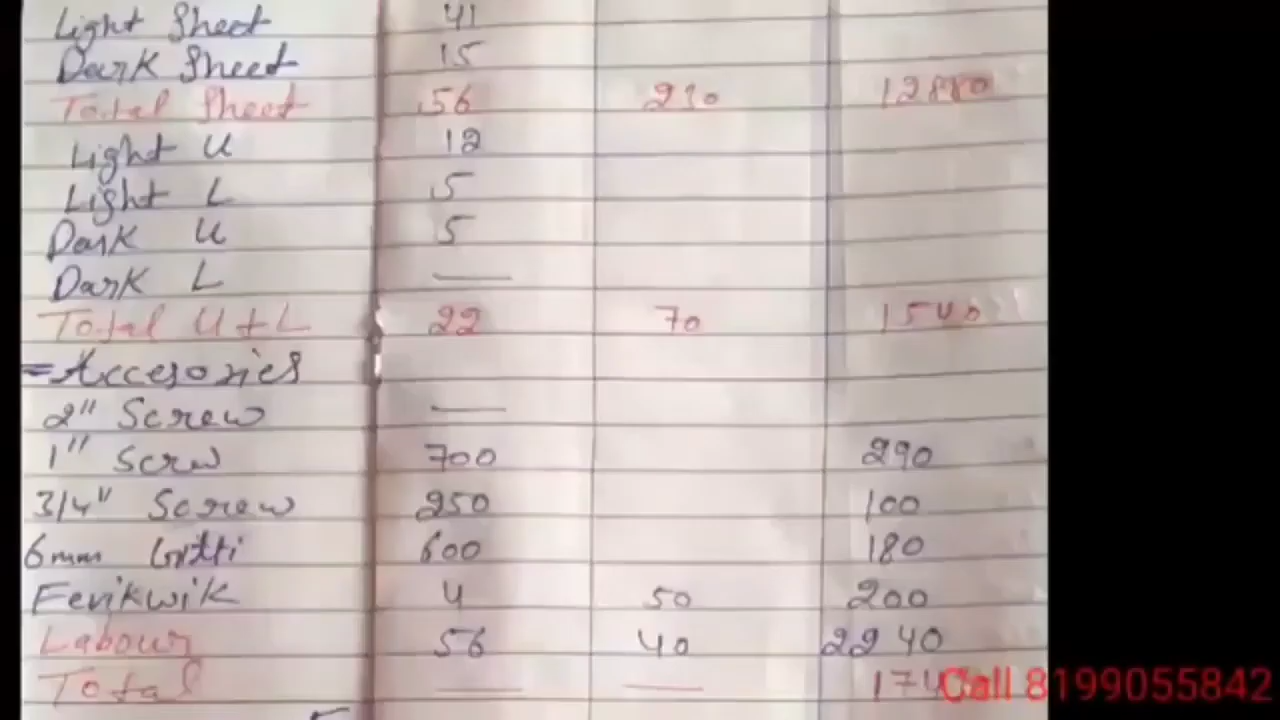 Light Sheet 41
Dark Sheet 15
Total Sheet 56 210 12880
Light U 12
Light L 5
Dark U 5
Dark L —
Total U+L 22 70 1540
=Accesories
2" Screw —
1" Scrw 700 290
3/4" Screw 250 100
6mm Gitti 600 180
Fevikwik 4 50 200
Labour 56 40 2240
Total — —
Call 8199055842